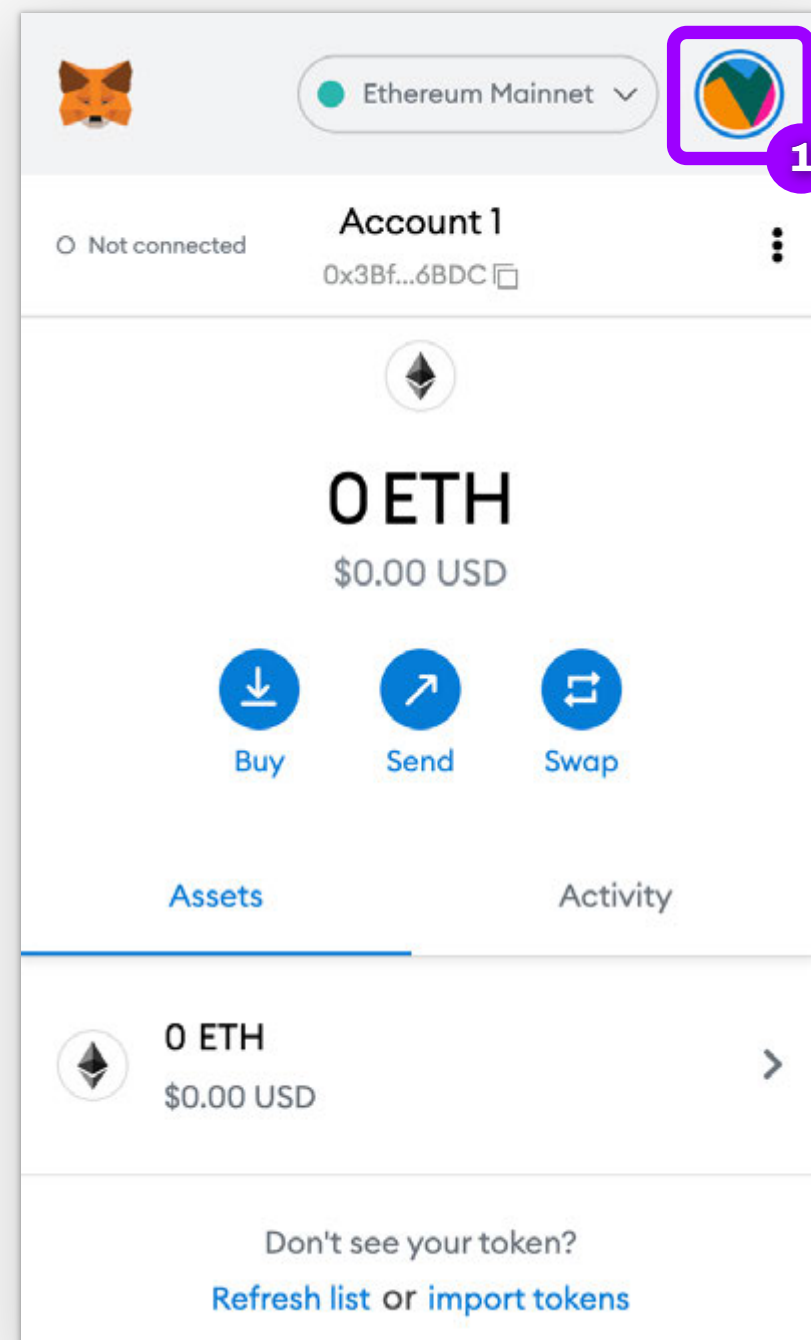 Ethereum Mainnet
1
Not connected
Account 1
0x3Bf...6BDC
0 ETH
$0.00 USD
Buy Send Swap
Assets Activity
0 ETH
$0.00 USD
Don't see your token?
Refresh list or import tokens